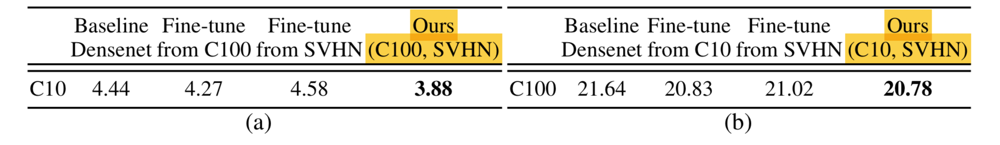 Baseline Fine-tune Fine-tune Ours
Densenet from C100 from SVHN (C100, SVHN)
C10 4.44 4.27 4.58 3.88
(a)
Baseline Fine-tune Fine-tune Ours
Densenet from C10 from SVHN (C10, SVHN)
C100 21.64 20.83 21.02 20.78
(b)